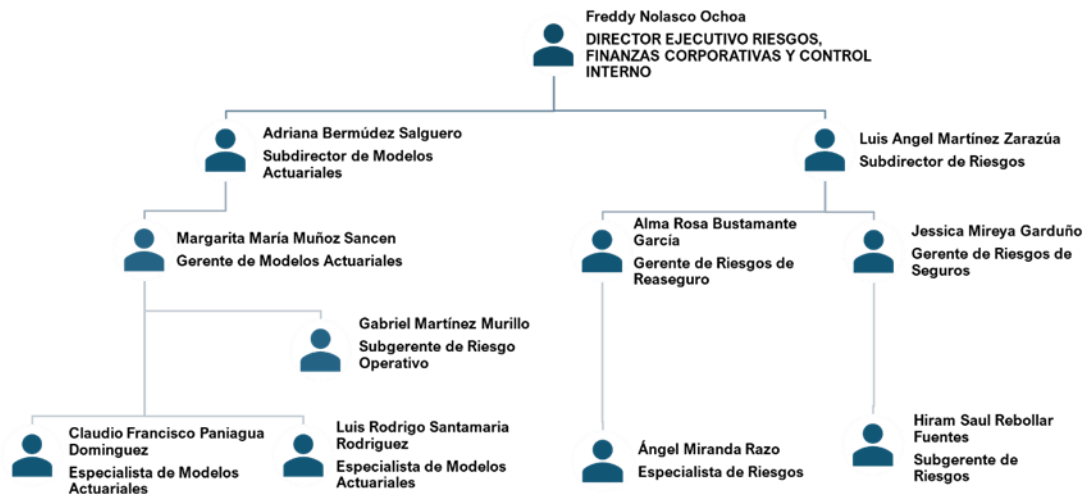 Freddy Nolasco Ochoa
DIRECTOR EJECUTIVO RIESGOS,
FINANZAS CORPORATIVAS Y CONTROL
INTERNO
Adriana Bermúdez Salguero
Subdirector de Modelos
Actuariales
Luis Angel Martínez Zarazúa
Subdirector de Riesgos
Margarita María Muñoz Sancen
Gerente de Modelos Actuariales
Alma Rosa Bustamante
García
Gerente de Riesgos de
Reaseguro
Jessica Mireya Garduño
Gerente de Riesgos de
Seguros
Gabriel Martínez Murillo
Subgerente de Riesgo
Operativo
Claudio Francisco Paniagua
Dominguez
Especialista de Modelos
Actuariales
Luis Rodrigo Santamaria
Rodriguez
Especialista de Modelos
Actuariales
Ángel Miranda Razo
Especialista de Riesgos
Hiram Saul Rebollar
Fuentes
Subgerente de
Riesgos